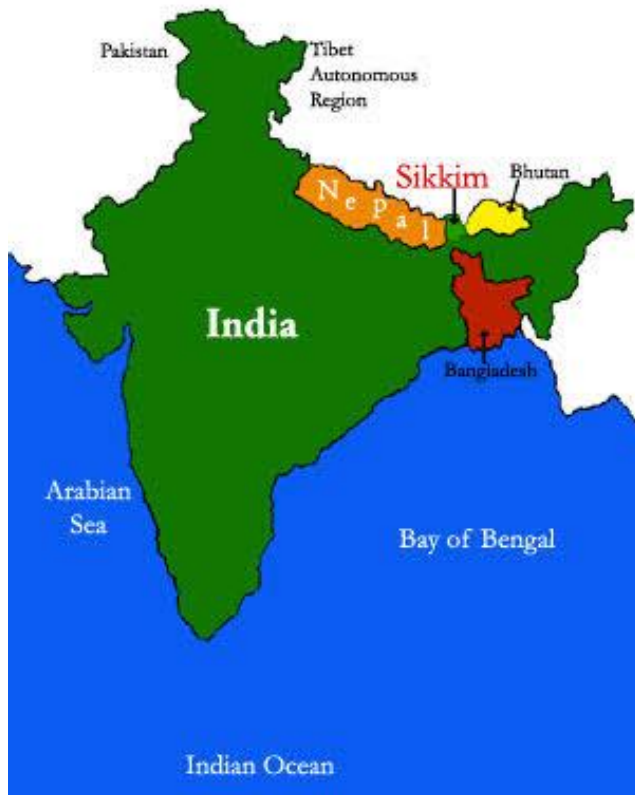 Pakistan
Tibet
Autonomous
Region
Nepal
Sikkim
Bhutan
India
Bangladesh
Arabian
Sea
Bay of Bengal
Indian Ocean